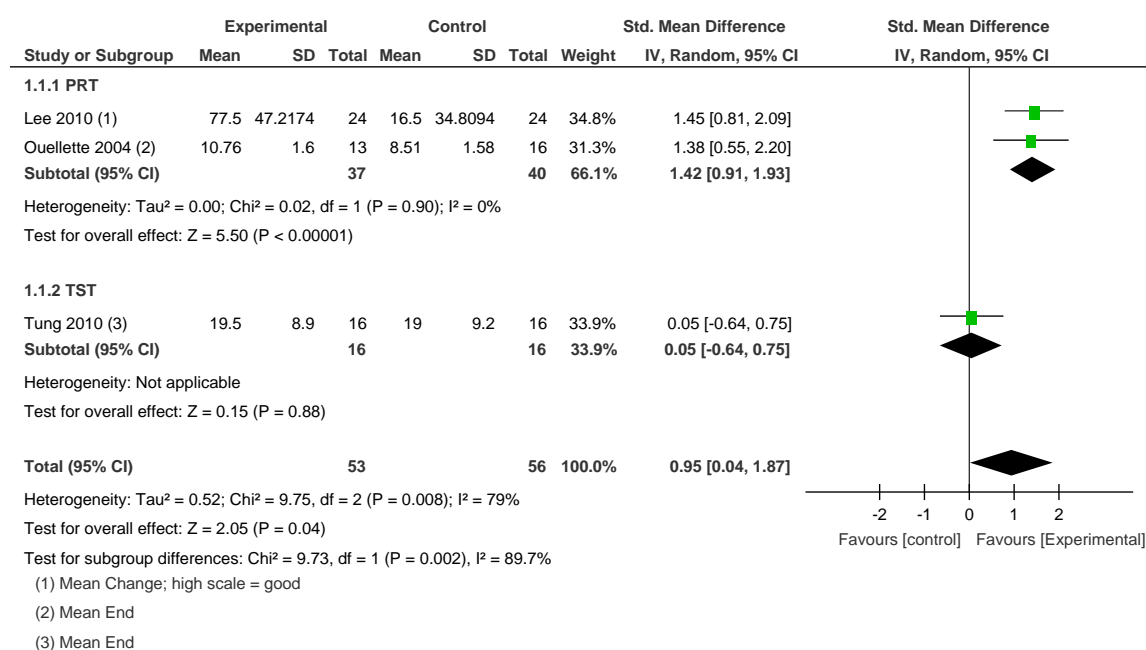 Experimental Control Std. Mean Difference Std. Mean Difference
Study or Subgroup Mean SD Total Mean SD Total Weight IV, Random, 95% CI IV, Random, 95% CI
1.1.1 PRT
Lee 2010 (1) 77.5 47.2174 24 16.5 34.8094 24 34.8% 1.45 [0.81, 2.09]
Ouellette 2004 (2) 10.76 1.6 13 8.51 1.58 16 31.3% 1.38 [0.55, 2.20]
Subtotal (95% CI) 37 40 66.1% 1.42 [0.91, 1.93]
Heterogeneity: Tau² = 0.00; Chi² = 0.02, df = 1 (P = 0.90); I² = 0%
Test for overall effect: Z = 5.50 (P < 0.00001)
1.1.2 TST
Tung 2010 (3) 19.5 8.9 16 19 9.2 16 33.9% 0.05 [-0.64, 0.75]
Subtotal (95% CI) 16 16 33.9% 0.05 [-0.64, 0.75]
Heterogeneity: Not applicable
Test for overall effect: Z = 0.15 (P = 0.88)
Total (95% CI) 53 56 100.0% 0.95 [0.04, 1.87]
Heterogeneity: Tau² = 0.52; Chi² = 9.75, df = 2 (P = 0.008); I² = 79%
Test for overall effect: Z = 2.05 (P = 0.04)
Test for subgroup differences: Chi² = 9.73, df = 1 (P = 0.002), I² = 89.7%
-2 -1 0 1 2
Favours [control] Favours [Experimental]
(1) Mean Change; high scale = good
(2) Mean End
(3) Mean End